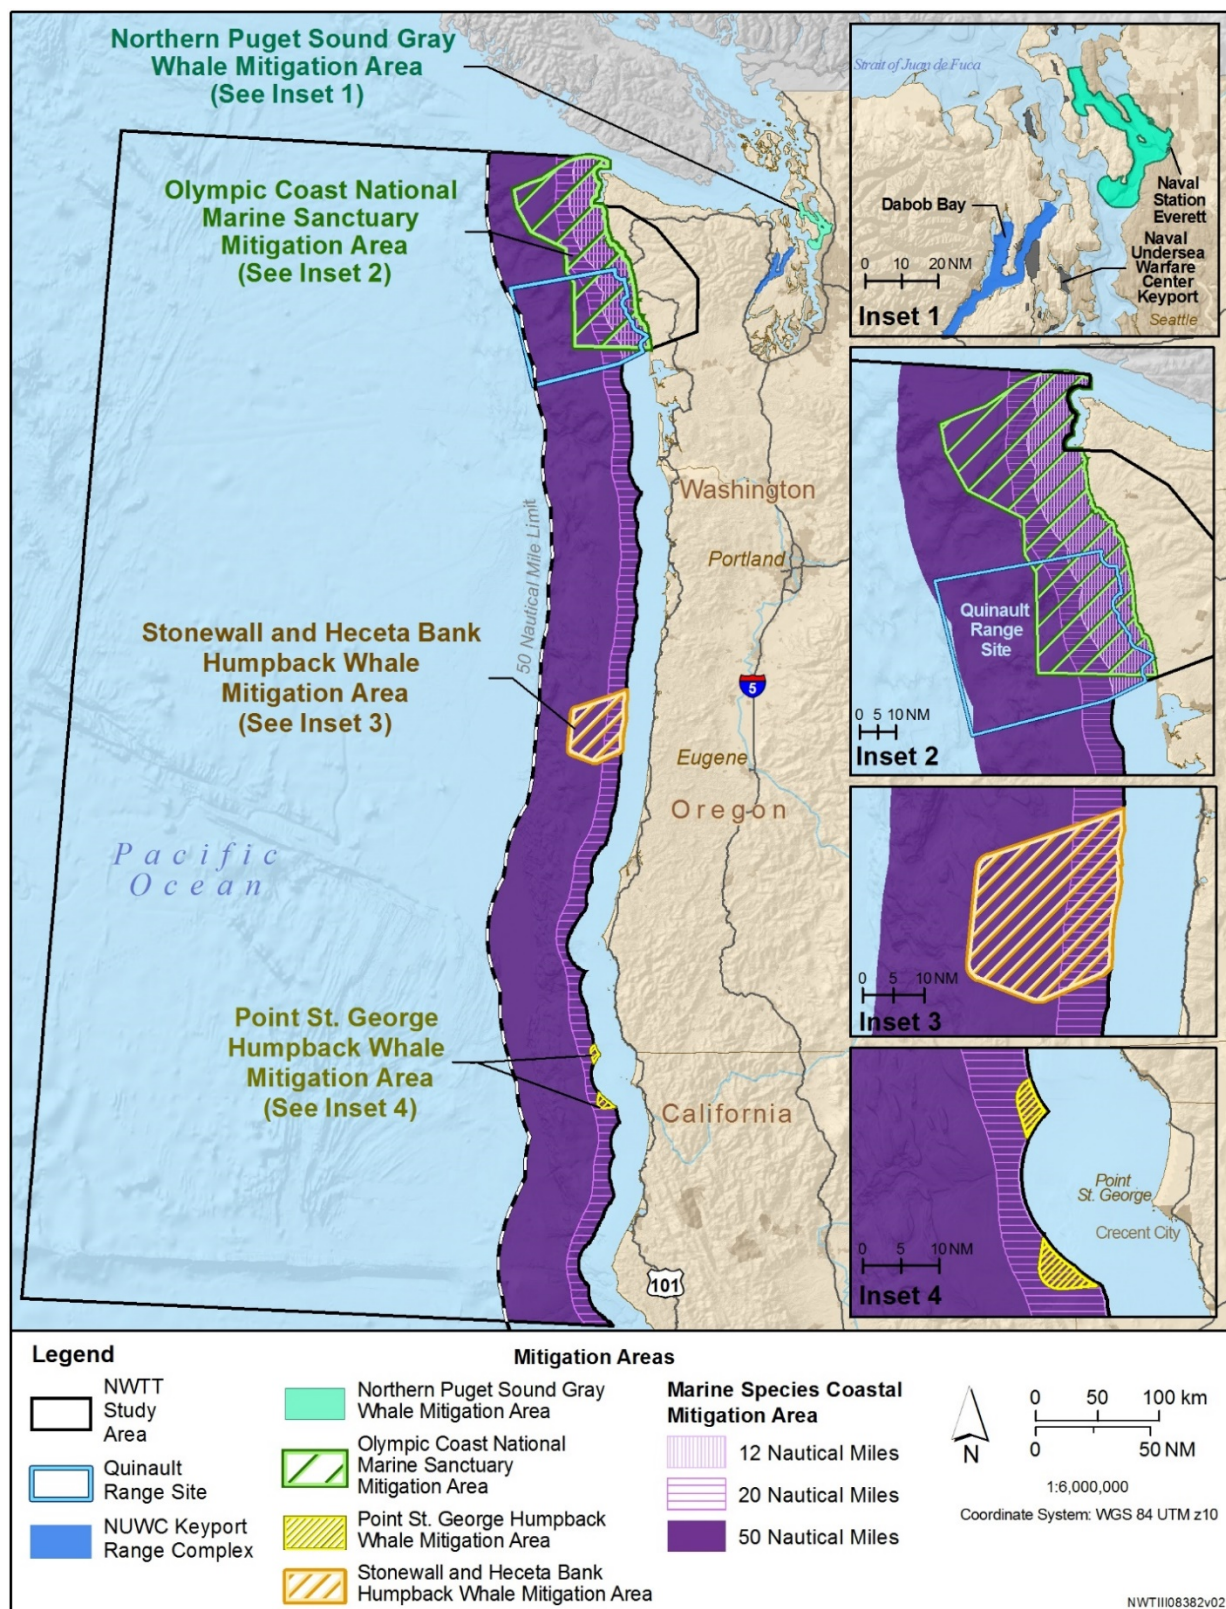 Northern Puget Sound Gray
Whale Mitigation Area
(See Inset 1)
Olympic Coast National
Marine Sanctuary
Mitigation Area
(See Inset 2)
50 Nautical Mile Limit
Washington
Portland
Stonewall and Heceta Bank
Humpback Whale
Mitigation Area
(See Inset 3)
5
Eugene
Oregon
Pacific
Ocean
Point St. George
Humpback Whale
Mitigation Area
(See Inset 4)
California
101
Strait of Juan de Fuca
Dabob Bay
Naval
Station
Everett
Naval
Undersea
Warfare
Center
Keyport
0 10 20 NM
Inset 1
Seattle
Quinault
Range
Site
0 5 10 NM
Inset 2
0 5 10 NM
Inset 3
Point
St. George
Crecent City
0 5 10 NM
Inset 4
Legend
NWTT
Study
Area
Quinault
Range Site
NUWC Keyport
Range Complex
Mitigation Areas
Northern Puget Sound Gray
Whale Mitigation Area
Olympic Coast National
Marine Sanctuary
Mitigation Area
Point St. George Humpback
Whale Mitigation Area
Stonewall and Heceta Bank
Humpback Whale Mitigation Area
Marine Species Coastal
Mitigation Area
12 Nautical Miles
20 Nautical Miles
50 Nautical Miles
N
0 50 100 km
0 50 NM
1:6,000,000
Coordinate System: WGS 84 UTM z10
NWTIII08382v02